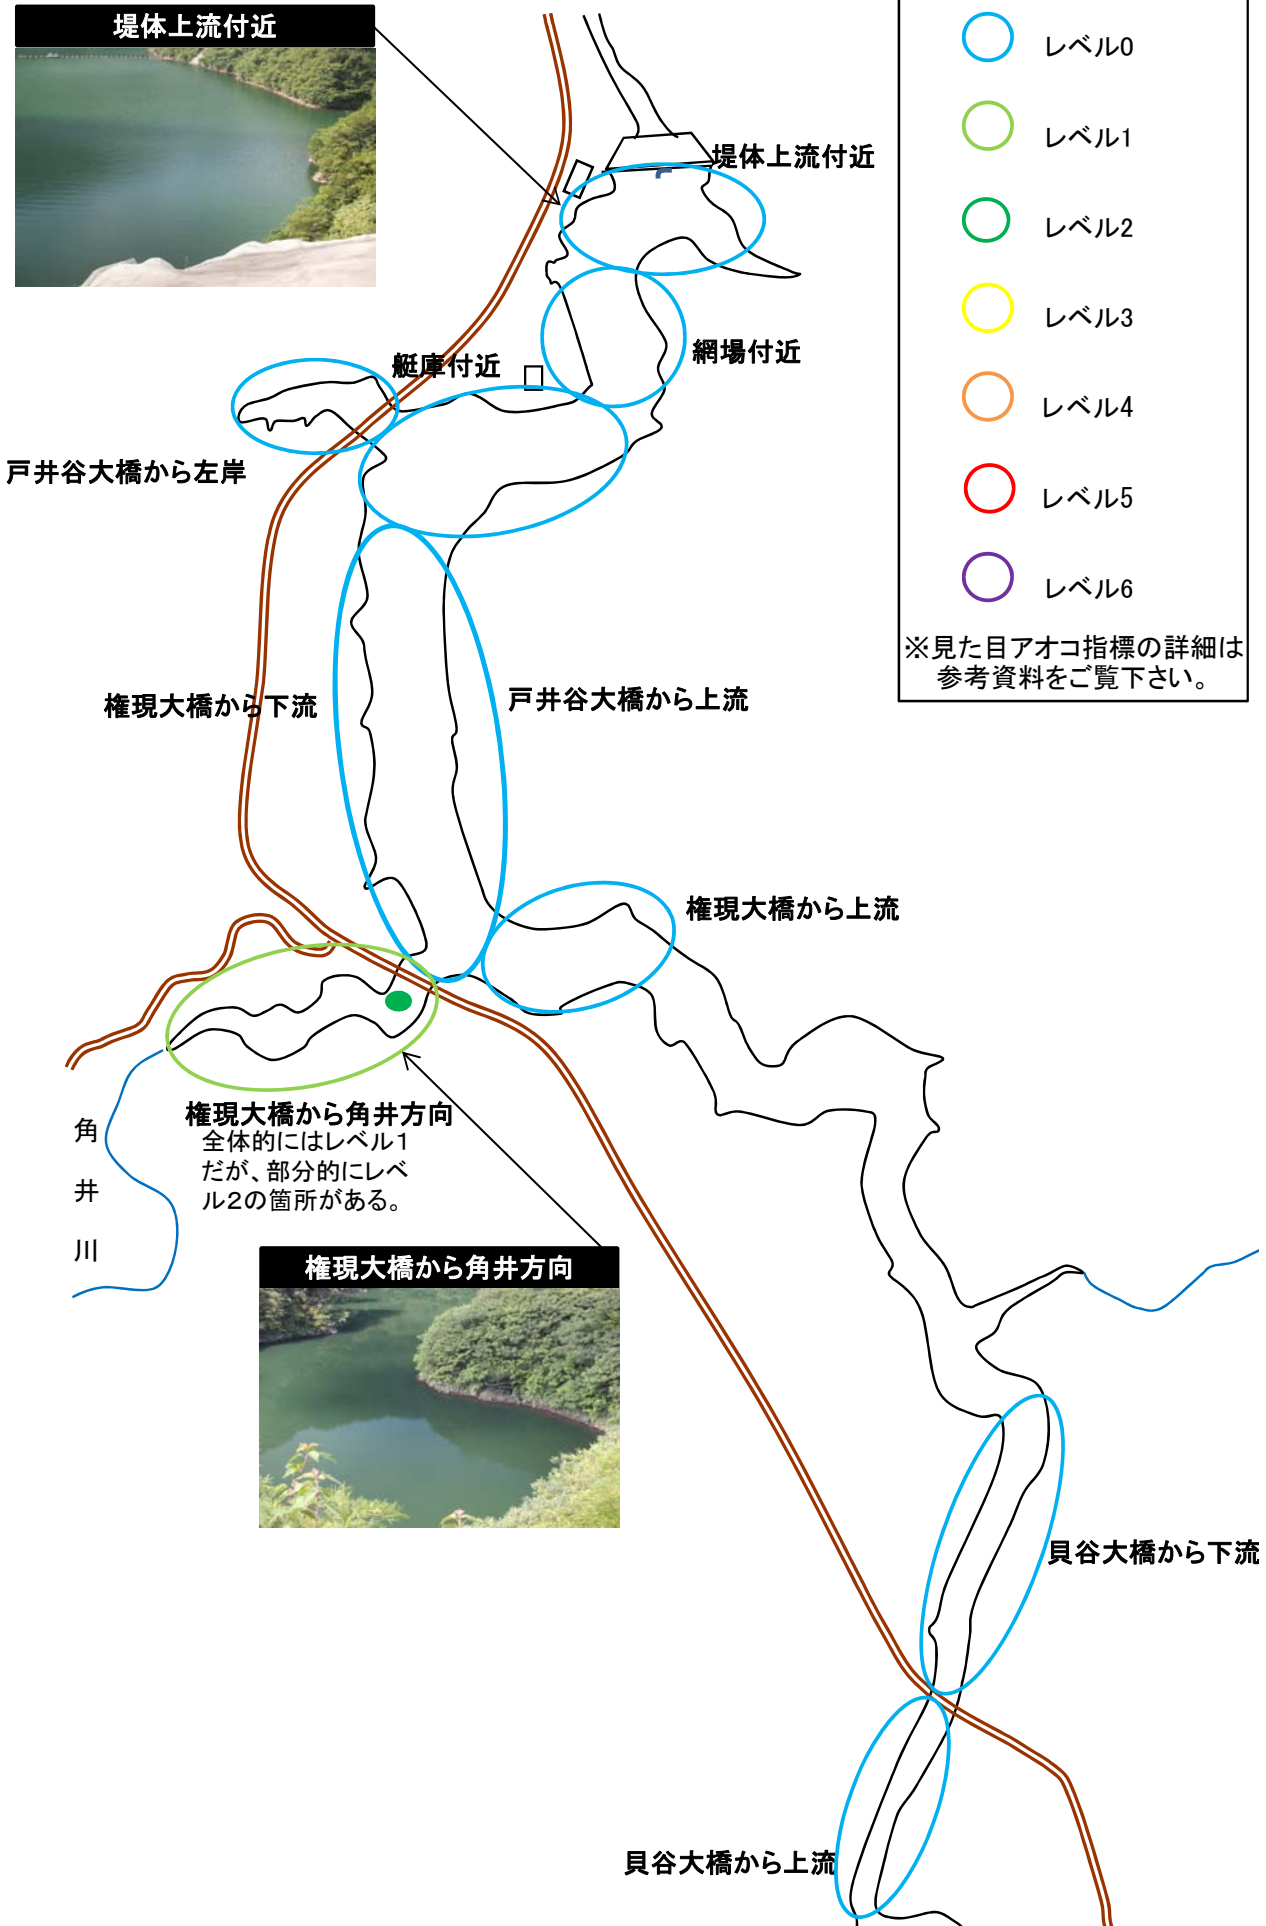 堤体上流付近
レベル0
レベル1
レベル2
レベル3
レベル4
レベル5
レベル6
※見た目アオコ指標の詳細は
参考資料をご覧下さい。
堤体上流付近
網場付近
艇庫付近
戸井谷大橋から左岸
権現大橋から下流
戸井谷大橋から上流
権現大橋から上流
権現大橋から角井方向
全体的にはレベル1
だが、部分的にレベ
ル2の箇所がある。
角
井
川
権現大橋から角井方向
貝谷大橋から下流
貝谷大橋から上流